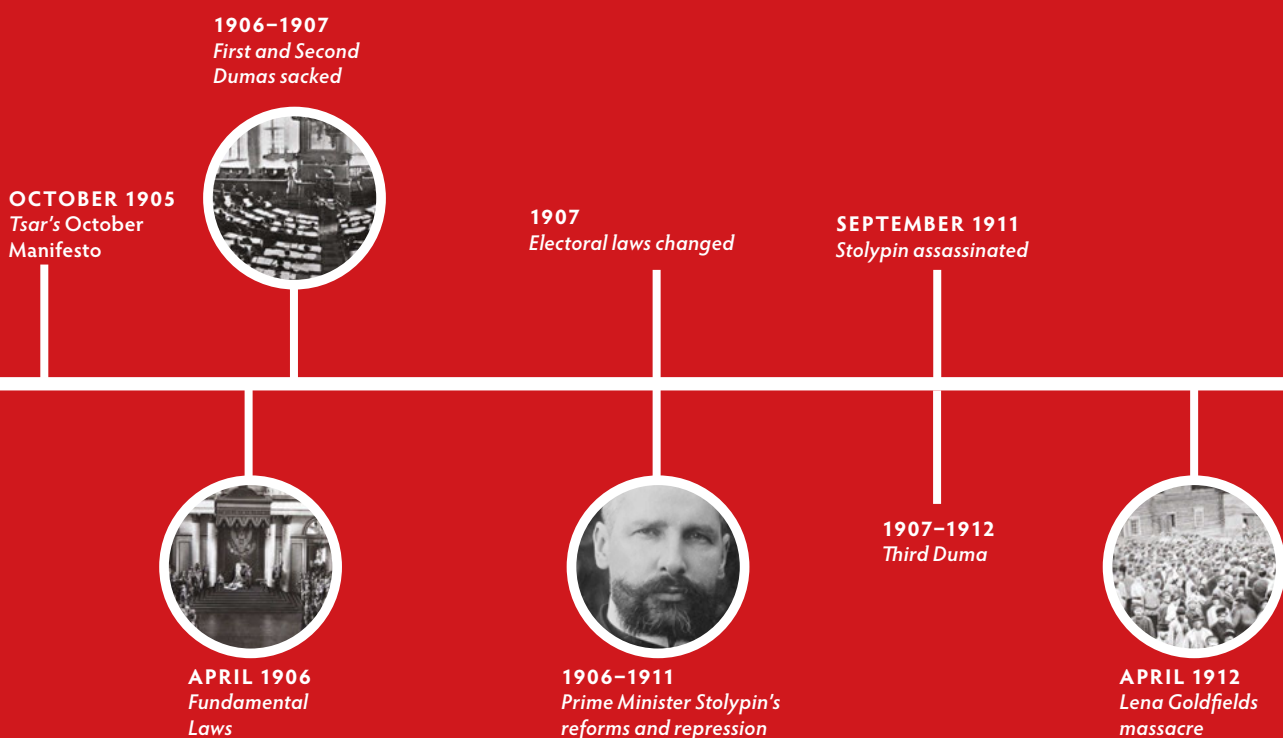 1906–1907
First and Second
Dumas sacked
OCTOBER 1905
Tsar's October
Manifesto
1907
Electoral laws changed
SEPTEMBER 1911
Stolypin assassinated
1907–1912
Third Duma
APRIL 1906
Fundamental
Laws
1906–1911
Prime Minister Stolypin's
reforms and repression
APRIL 1912
Lena Goldfields
massacre